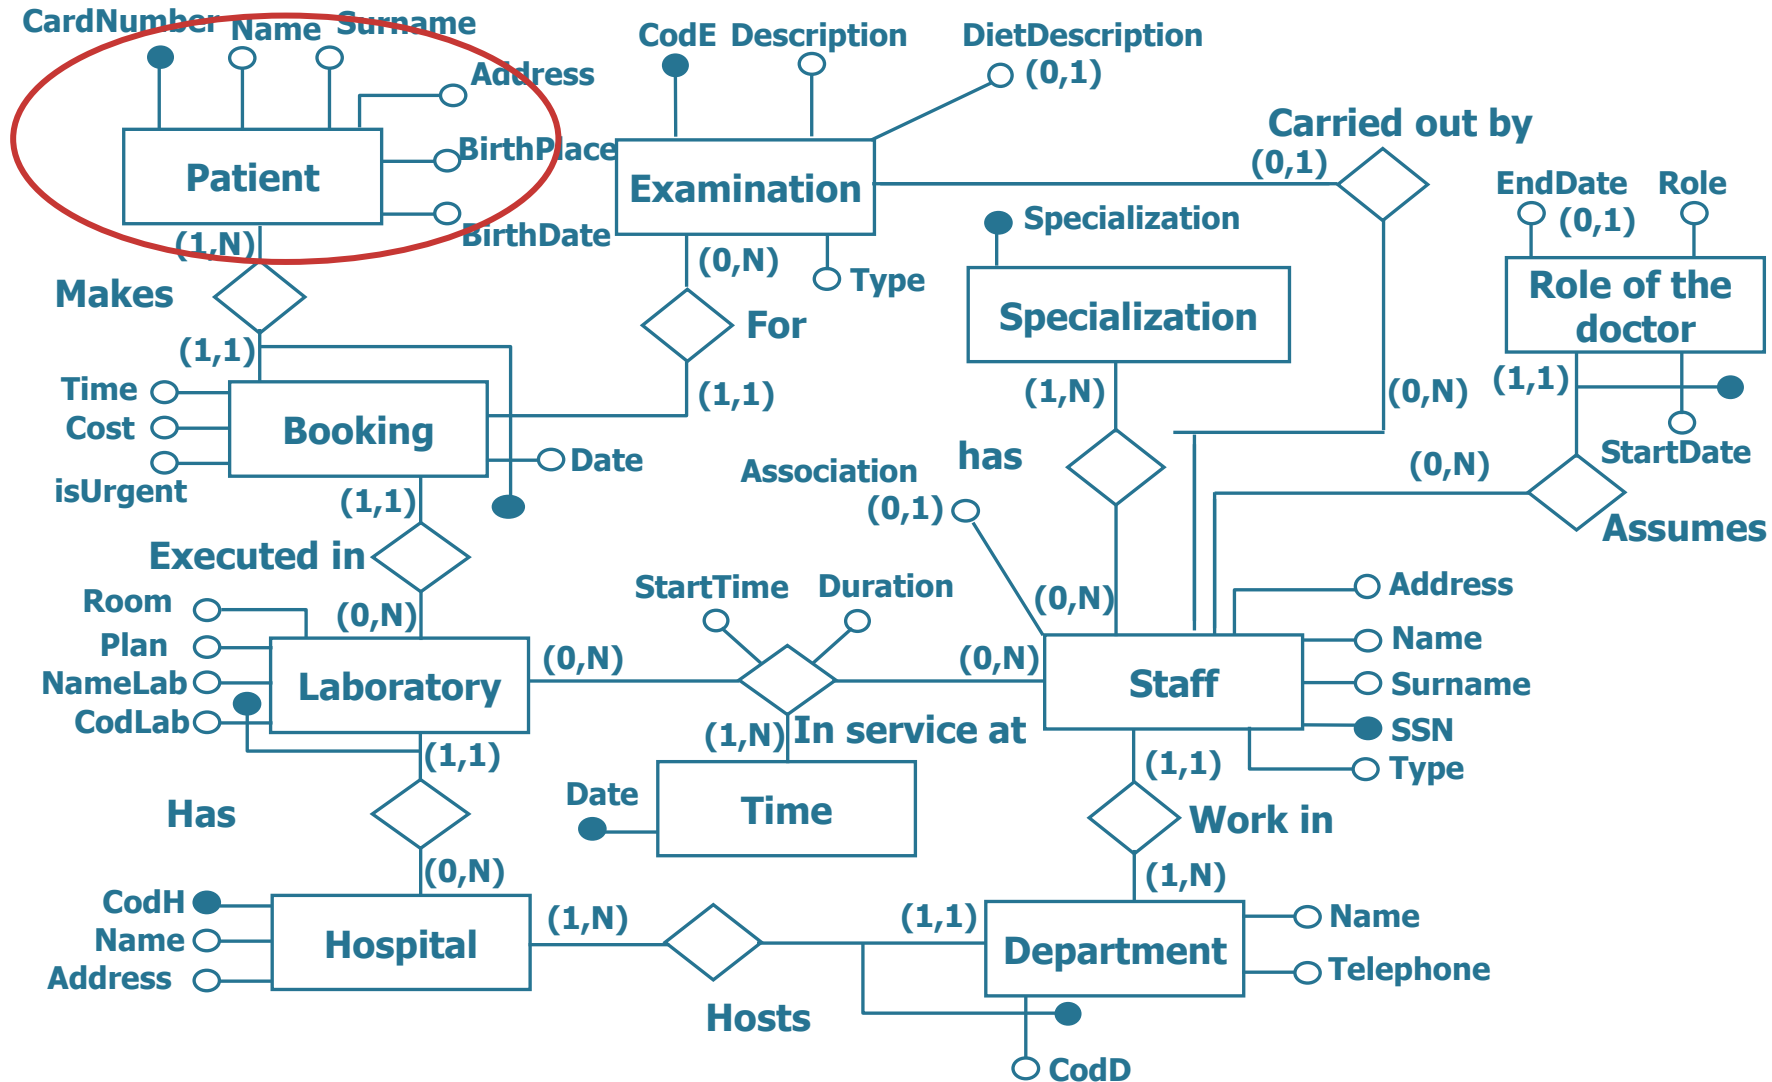 CardNumber Name Surname
Address
BirthPlace
BirthDate
Patient
(1,N)
Makes
(1,1)
CodE Description DietDescription
(0,1)
Examination
(0,N)
Type
For
(1,1)
Carried out by
(0,1)
(0,N)
Specialization
Specialization
(1,N)
has
(0,N)
EndDate Role
(0,1)
Role of the
doctor
(1,1)
StartDate
(0,N)
Assumes
Time
Cost
isUrgent
Booking
Date
(1,1)
Executed in
(0,N)
Association
(0,1)
Room
Plan
NameLab
CodLab
Laboratory
(0,N)
StartTime Duration
(0,N)
In service at
(1,N)
Date
Time
Staff
Address
Name
Surname
SSN
Type
(1,1)
Work in
(1,N)
(1,1)
Has
(0,N)
CodH
Name
Address
Hospital
(1,N)
Hosts
(1,1)
Department
Name
Telephone
CodD